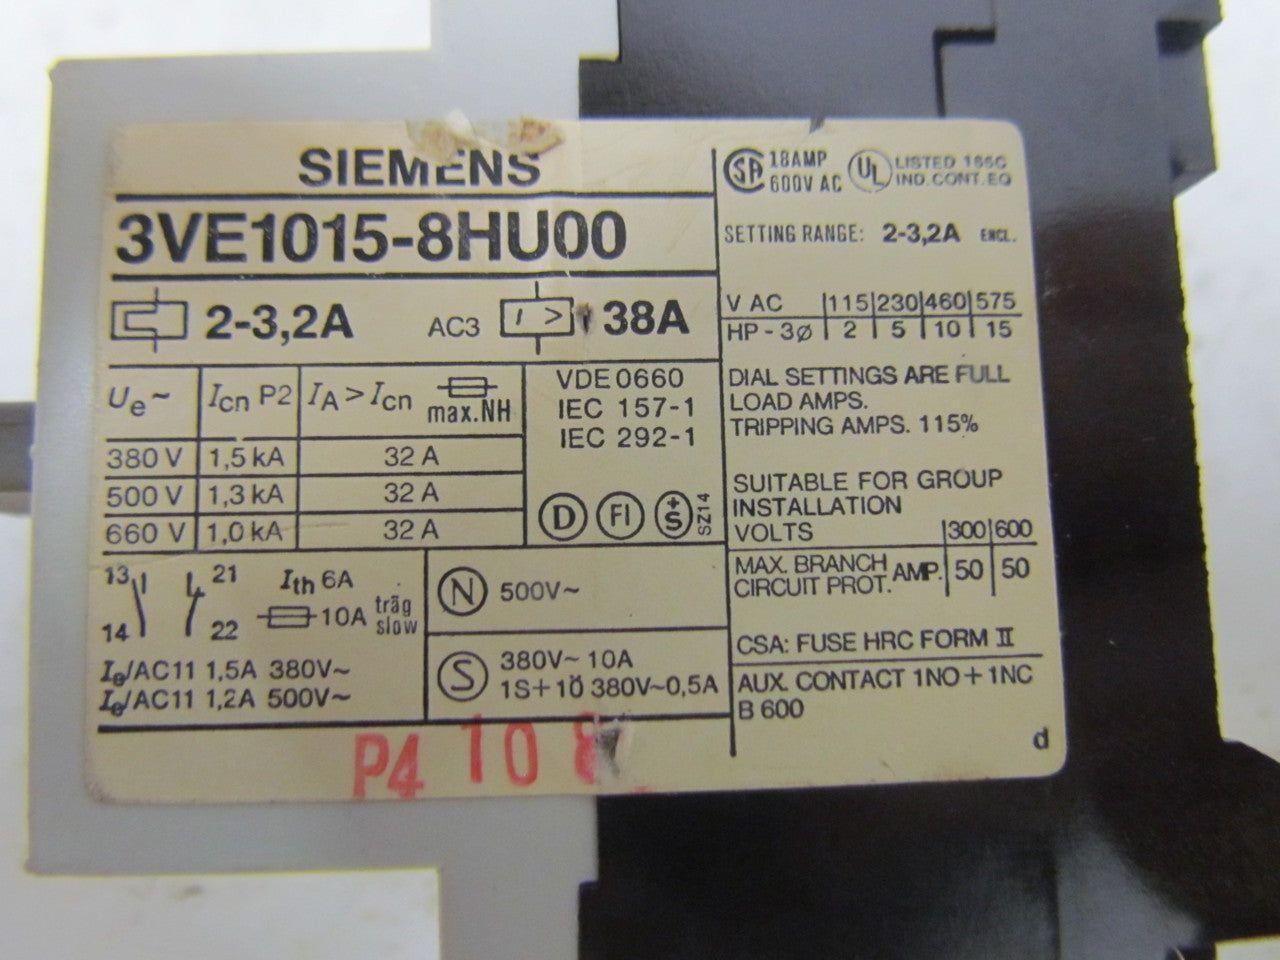 SIEMENS
3VE1015-8HU00
2-3,2A AC3 I > 38A
Ue~ Icn P2 IA > Icn max.NH
380 V 1,5 kA 32 A
500 V 1,3 kA 32 A
660 V 1,0 kA 32 A
VDE 0660
IEC 157-1
IEC 292-1
D FI +S SZ14
13 21 Ith 6A
14 22 10A träg slow
Ie/AC11 1,5A 380V~
Ie/AC11 1,2A 500V~
N 500V~
S 380V~ 10A
1S+1Ö 380V~0,5A
P4 10
SA 18AMP 600V AC UL LISTED 186C IND. CONT. EQ
SETTING RANGE: 2-3,2A ENCL.
V AC 115 230 460 575
HP - 3ø 2 5 10 15
DIAL SETTINGS ARE FULL
LOAD AMPS.
TRIPPING AMPS. 115%
SUITABLE FOR GROUP
INSTALLATION
VOLTS 300 600
MAX. BRANCH CIRCUIT PROT. AMP. 50 50
CSA: FUSE HRC FORM II
AUX. CONTACT 1NO + 1NC
B 600
d